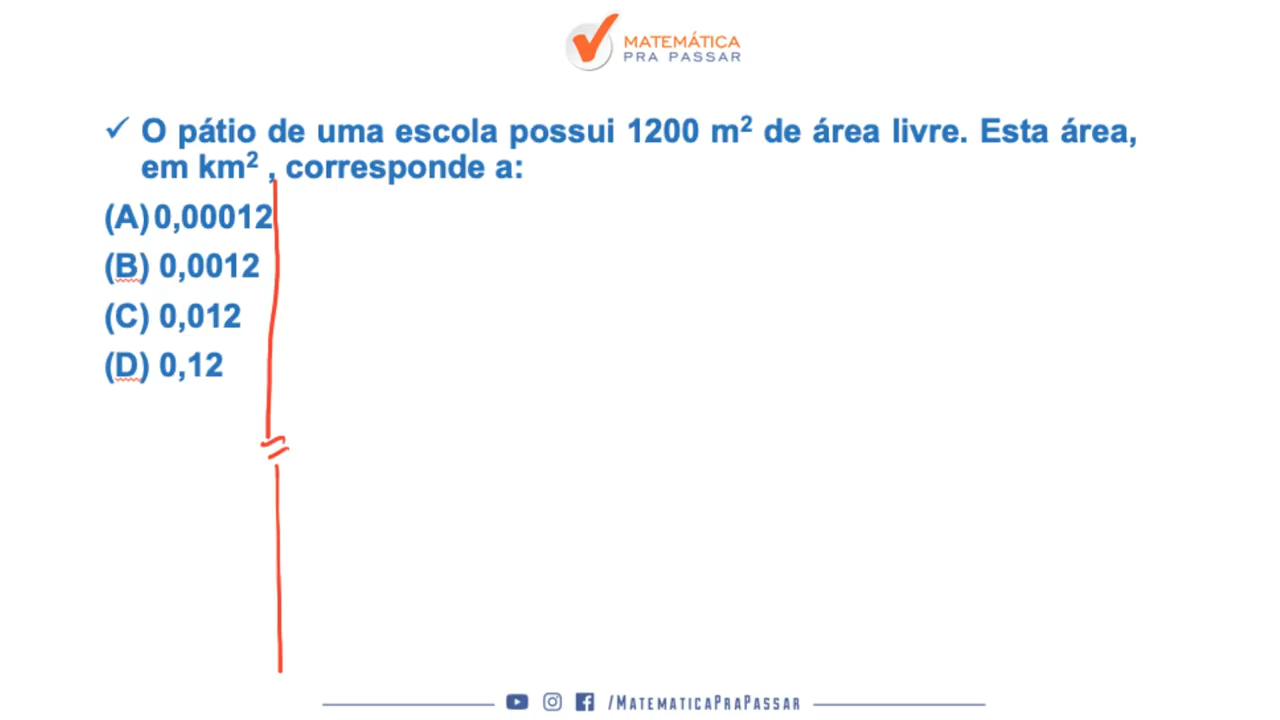 MATEMÁTICA
PRA PASSAR
✓ O pátio de uma escola possui 1200 m² de área livre. Esta área,
em km² , corresponde a:
(A) 0,00012
(B) 0,0012
(C) 0,012
(D) 0,12
/MATEMATICAPRAPASSAR